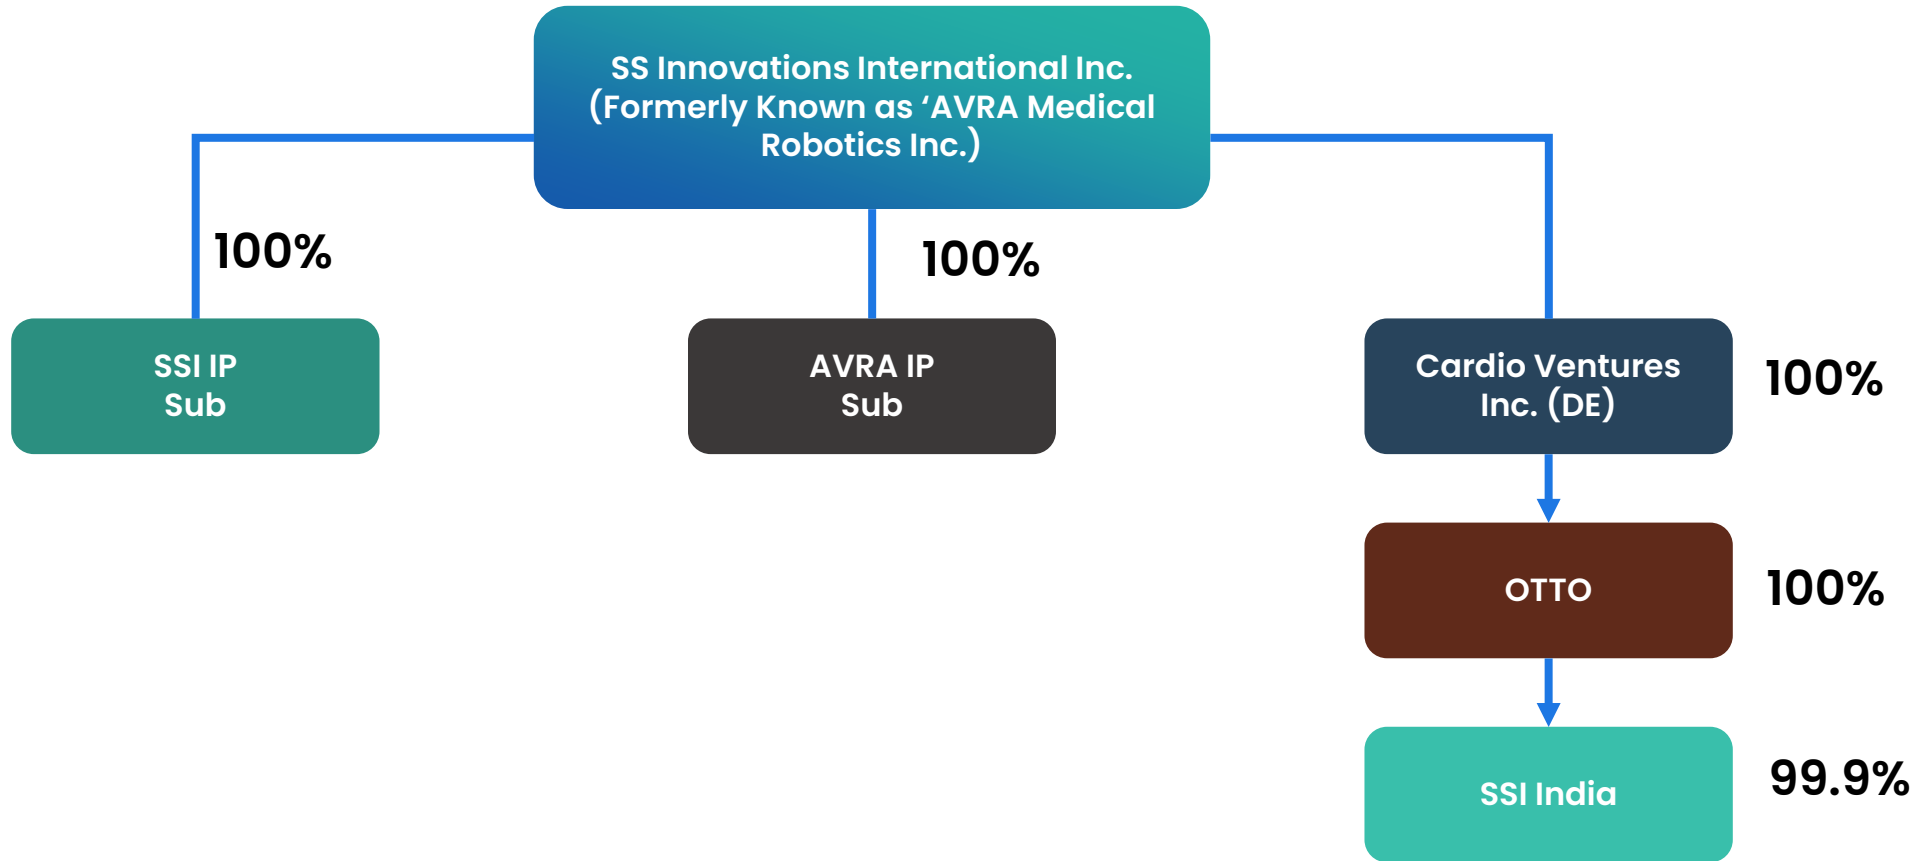 SS Innovations International Inc.
(Formerly Known as ‘AVRA Medical
Robotics Inc.)
100%
100%
SSI IP
Sub
AVRA IP
Sub
Cardio Ventures
Inc. (DE)
100%
OTTO
100%
SSI India
99.9%